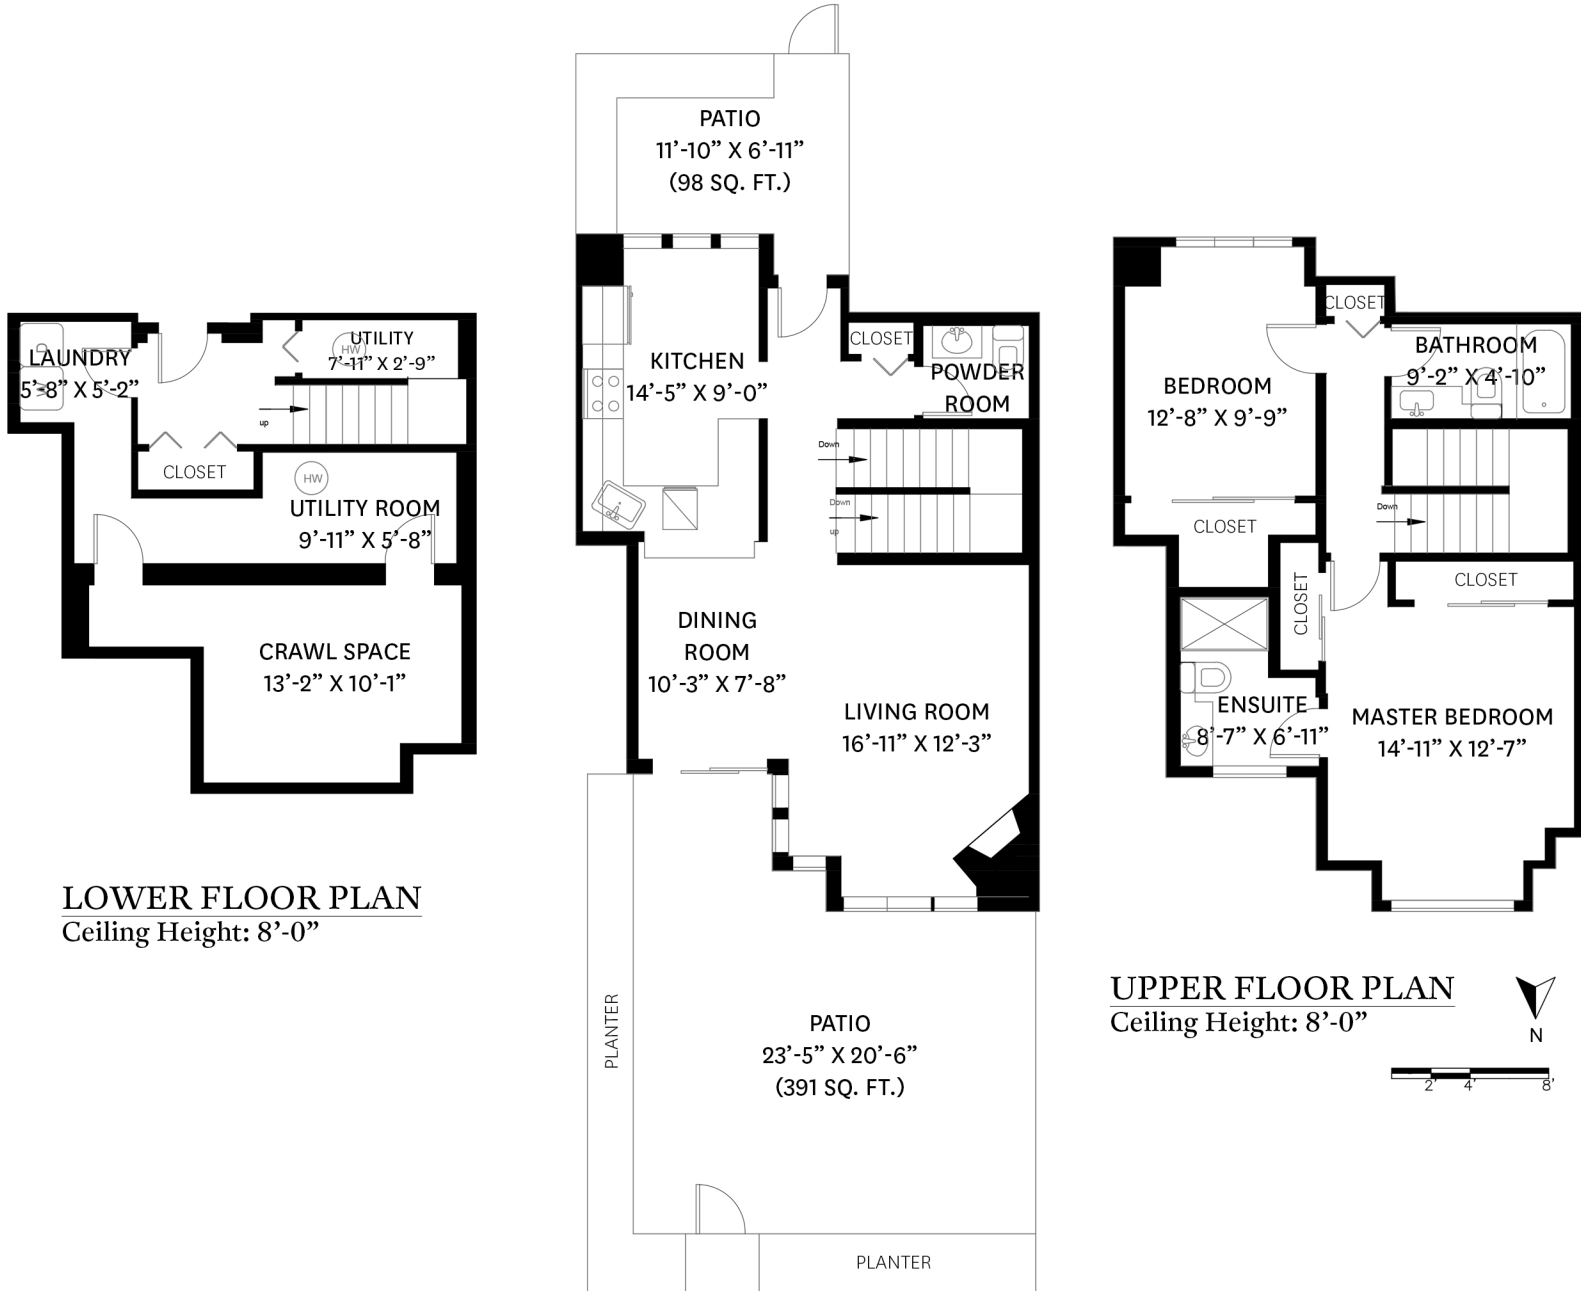 LAUNDRY
5’-8” X 5’-2”
UTILITY
HW
7’-11” X 2’-9”
up
CLOSET
HW
UTILITY ROOM
9’-11” X 5’-8”
CRAWL SPACE
13’-2” X 10’-1”
LOWER FLOOR PLAN
Ceiling Height: 8’-0”
PATIO
11’-10” X 6’-11”
(98 SQ. FT.)
KITCHEN
14’-5” X 9’-0”
CLOSET
POWDER
ROOM
Down
Down
up
DINING
ROOM
10’-3” X 7’-8”
LIVING ROOM
16’-11” X 12’-3”
PLANTER
PATIO
23’-5” X 20’-6”
(391 SQ. FT.)
PLANTER
CLOSET
BATHROOM
9’-2” X 4’-10”
BEDROOM
12’-8” X 9’-9”
Down
CLOSET
CLOSET
CLOSET
ENSUITE
8’-7” X 6’-11”
MASTER BEDROOM
14’-11” X 12’-7”
UPPER FLOOR PLAN
Ceiling Height: 8’-0”
N
2' 4' 8'